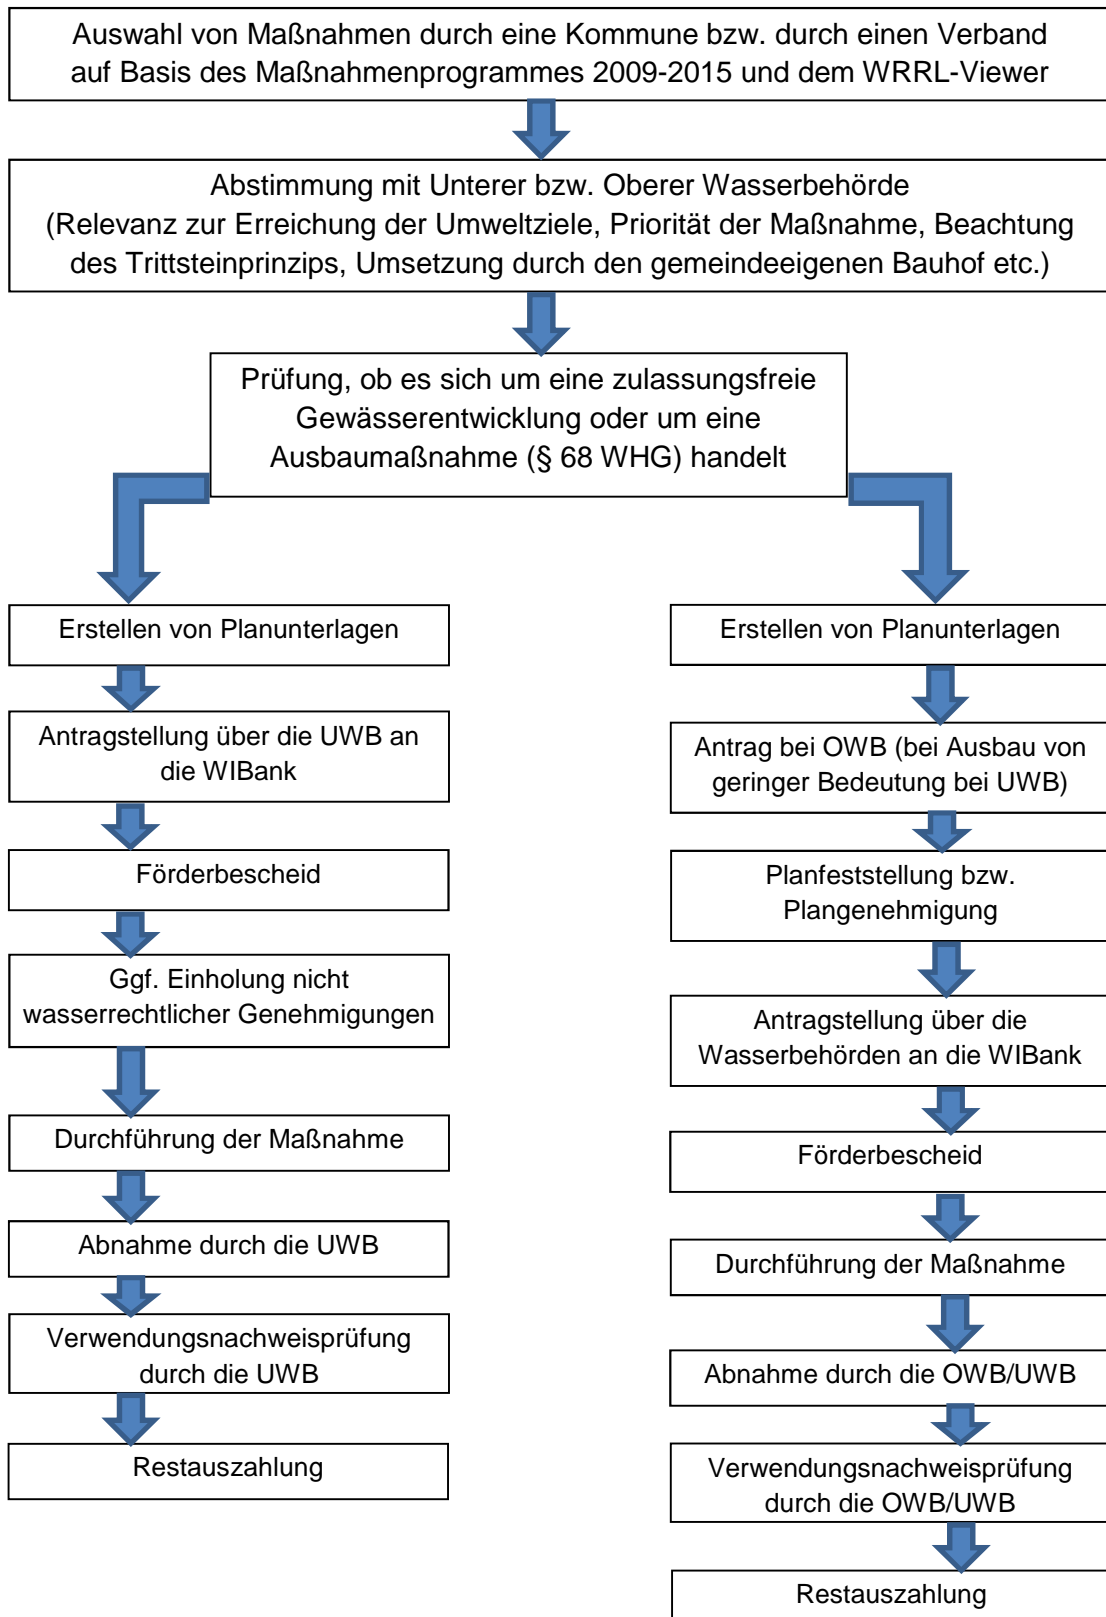 Auswahl von Maßnahmen durch eine Kommune bzw. durch einen Verband
auf Basis des Maßnahmenprogrammes 2009-2015 und dem WRRL-Viewer
Abstimmung mit Unterer bzw. Oberer Wasserbehörde
(Relevanz zur Erreichung der Umweltziele, Priorität der Maßnahme, Beachtung
des Trittsteinprinzips, Umsetzung durch den gemeindeeigenen Bauhof etc.)
Prüfung, ob es sich um eine zulassungsfreie
Gewässerentwicklung oder um eine
Ausbaumaßnahme (§ 68 WHG) handelt
Erstellen von Planunterlagen
Antragstellung über die UWB an
die WIBank
Förderbescheid
Ggf. Einholung nicht
wasserrechtlicher Genehmigungen
Durchführung der Maßnahme
Abnahme durch die UWB
Verwendungsnachweisprüfung
durch die UWB
Restauszahlung
Erstellen von Planunterlagen
Antrag bei OWB (bei Ausbau von
geringer Bedeutung bei UWB)
Planfeststellung bzw.
Plangenehmigung
Antragstellung über die
Wasserbehörden an die WIBank
Förderbescheid
Durchführung der Maßnahme
Abnahme durch die OWB/UWB
Verwendungsnachweisprüfung
durch die OWB/UWB
Restauszahlung